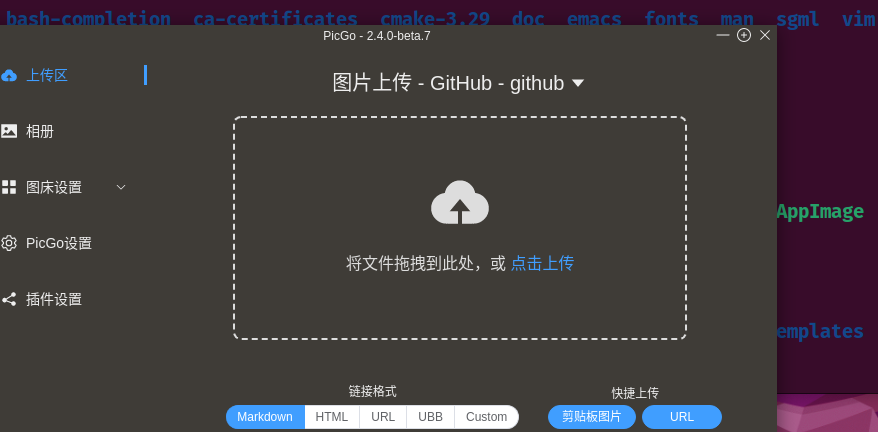 bash-completion ca-certificates cmake-3.29 doc emacs fonts man sgml vim
PicGo - 2.4.0-beta.7
上传区
图片上传 - GitHub - github
相册
图床设置
PicGo设置
插件设置
将文件拖拽到此处，或 点击上传
AppImage
emplates
链接格式
Markdown HTML URL UBB Custom
快捷上传
剪贴板图片 URL